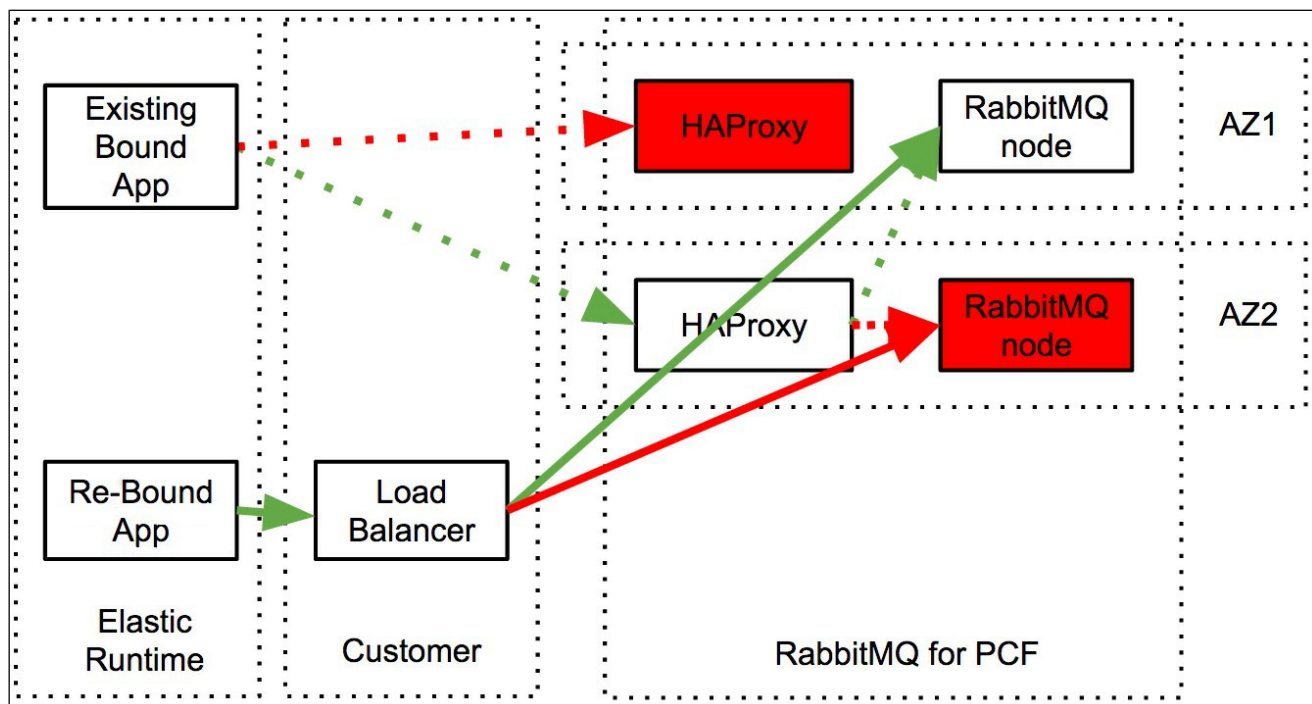 Existing
Bound
App
HAProxy
RabbitMQ
node
AZ1
HAProxy
RabbitMQ
node
AZ2
Re-Bound
App
Load
Balancer
Elastic
Runtime
Customer
RabbitMQ for PCF